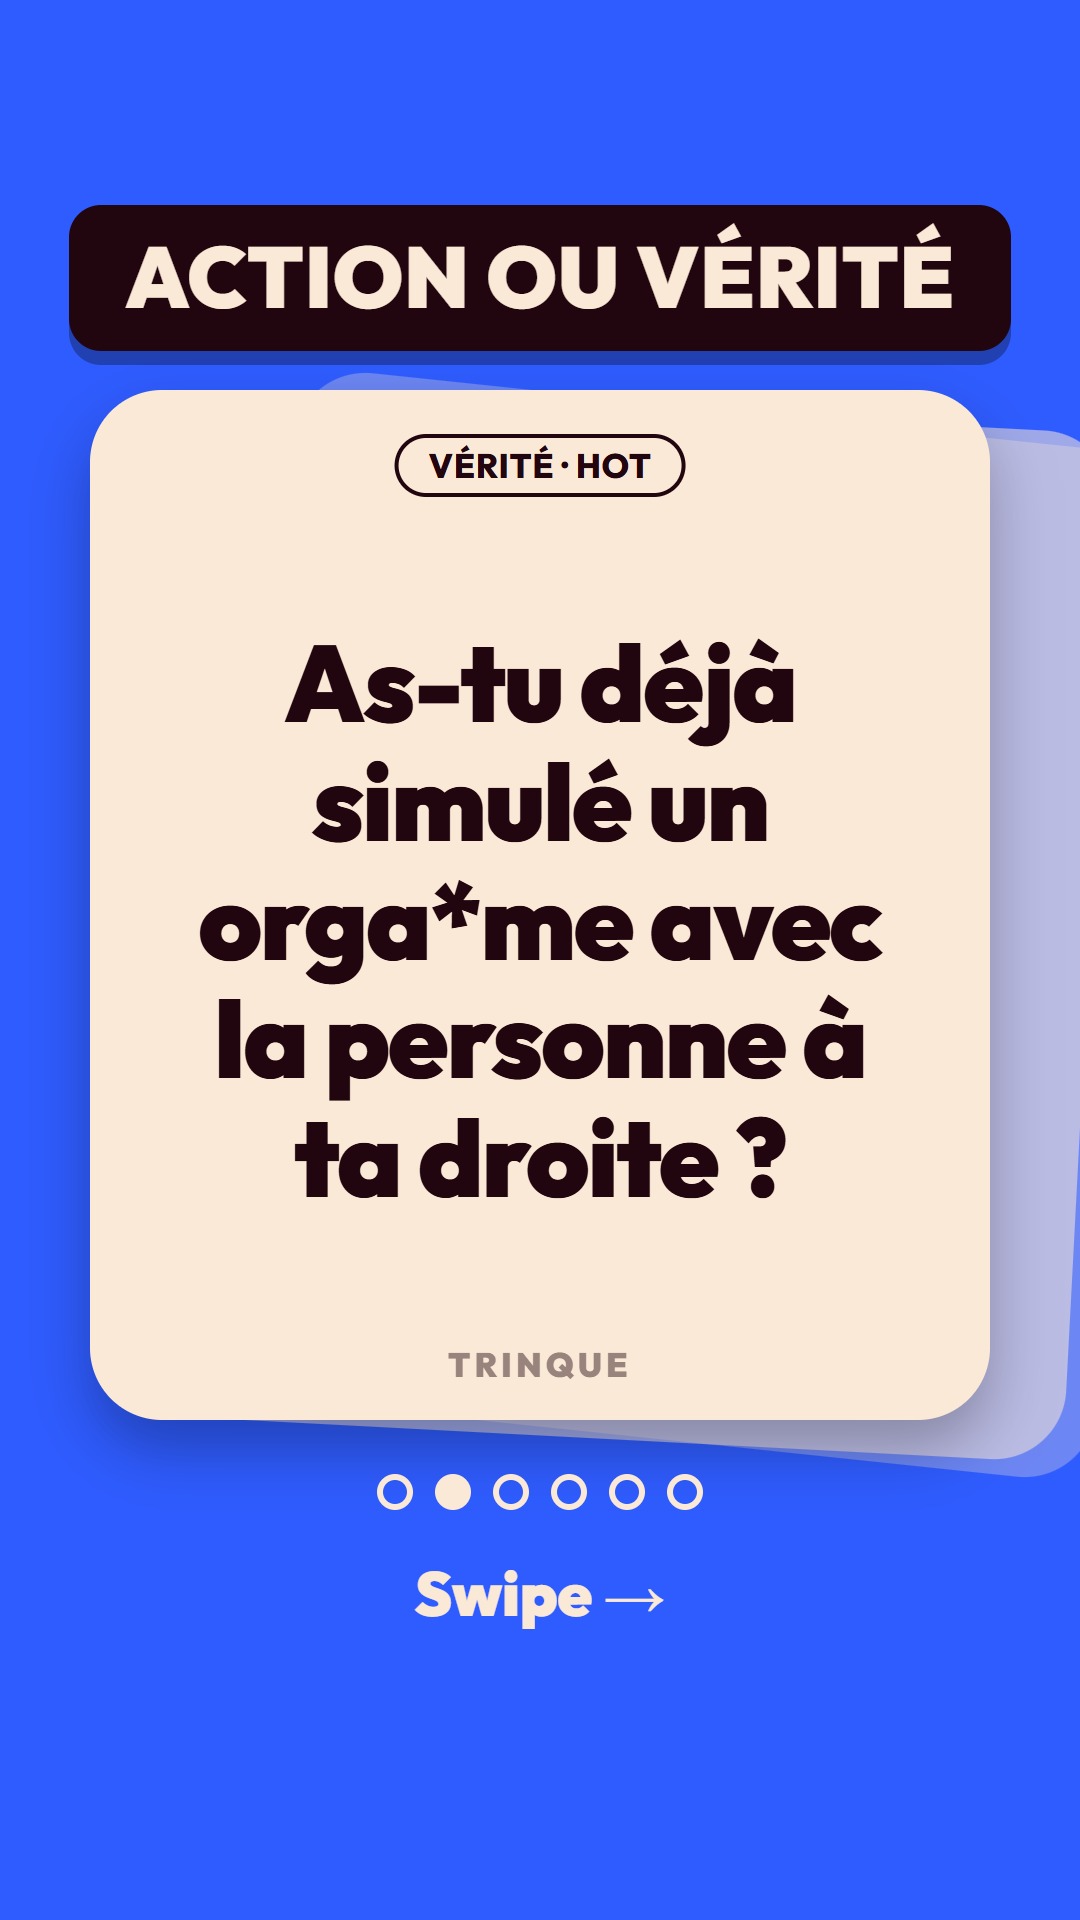 ACTION OU VÉRITÉ
VÉRITÉ · HOT
As-tu déjà
simulé un
orga*me avec
la personne à
ta droite ?
TRINQUE
Swipe →